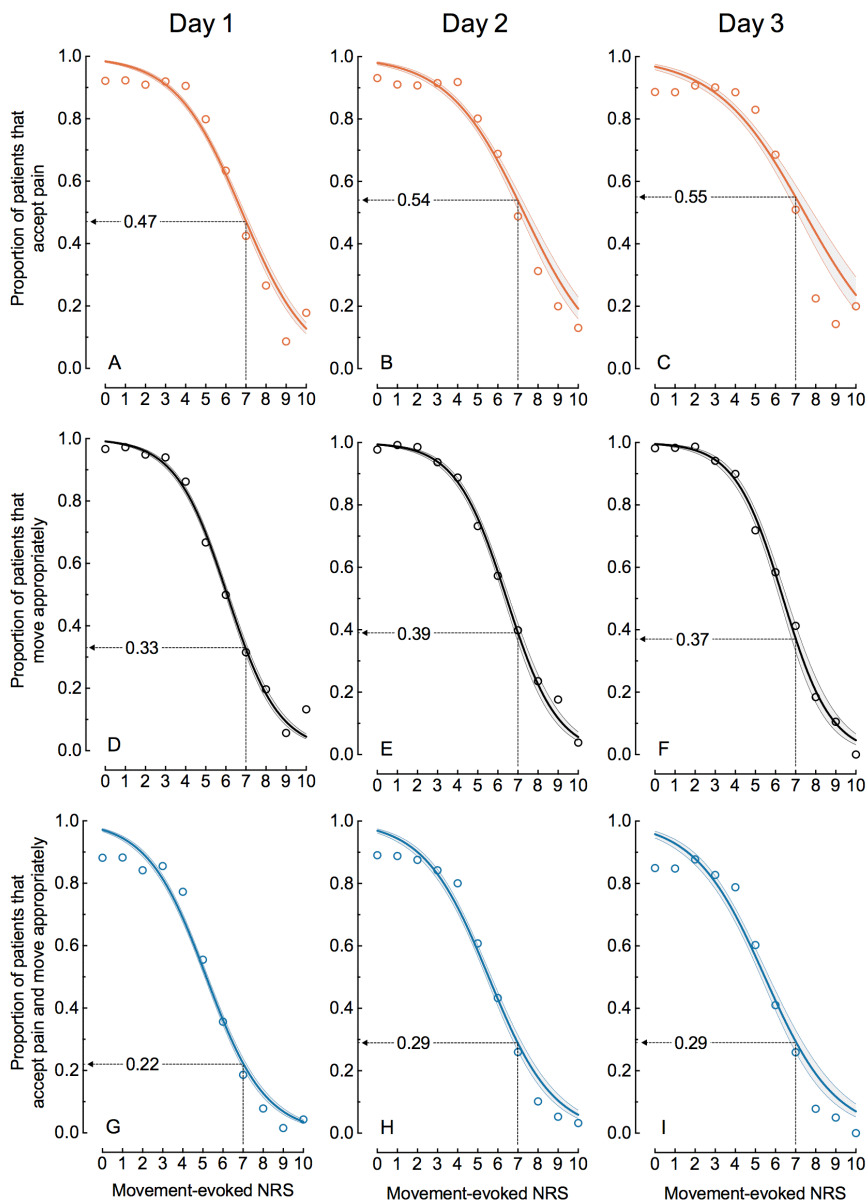 Day 1 Day 2 Day 3
Proportion of patients that
accept pain
1.0 1.0 1.0
0.8 0.8 0.8
0.6 0.6 0.6
0.54 0.55
0.47
0.4 0.4 0.4
0.2 0.2 0.2
0.0 0.0 0.0
A B C
0 1 2 3 4 5 6 7 8 9 10 0 1 2 3 4 5 6 7 8 9 10 0 1 2 3 4 5 6 7 8 9 10
Proportion of patients that
move appropriately
1.0 1.0 1.0
0.8 0.8 0.8
0.6 0.6 0.6
0.4 0.4 0.4
0.33 0.39 0.37
0.2 0.2 0.2
0.0 0.0 0.0
D E F
0 1 2 3 4 5 6 7 8 9 10 0 1 2 3 4 5 6 7 8 9 10 0 1 2 3 4 5 6 7 8 9 10
Proportion of patients that
accept pain and move appropriately
1.0 1.0 1.0
0.8 0.8 0.8
0.6 0.6 0.6
0.4 0.4 0.4
0.29 0.29
0.22
0.2 0.2 0.2
0.0 0.0 0.0
G H I
0 1 2 3 4 5 6 7 8 9 10 0 1 2 3 4 5 6 7 8 9 10 0 1 2 3 4 5 6 7 8 9 10
Movement-evoked NRS Movement-evoked NRS Movement-evoked NRS